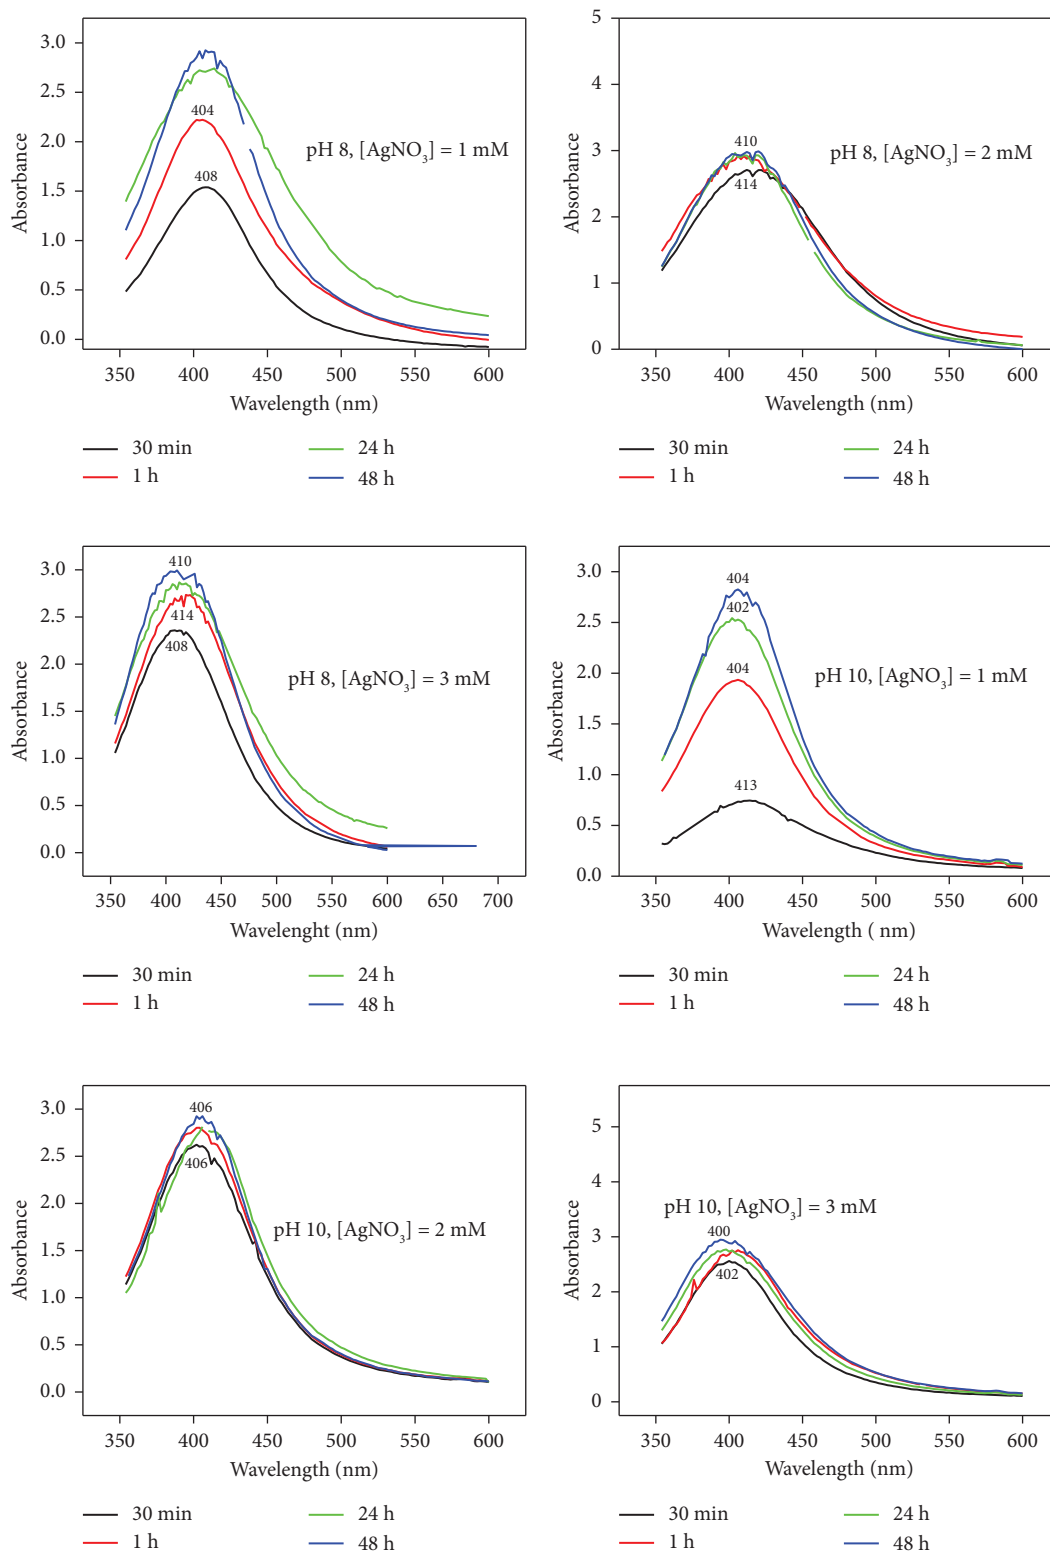 3.0
2.5
2.0
1.5
1.0
0.5
0.0
Absorbance
404
408
pH 8, [AgNO3] = 1 mM
350 400 450 500 550 600
Wavelength (nm)
30 min 24 h
1 h 48 h
5
4
3
2
1
0
Absorbance
410
414
pH 8, [AgNO3] = 2 mM
350 400 450 500 550 600
Wavelength (nm)
30 min 24 h
1 h 48 h
3.0
2.5
2.0
1.5
1.0
0.5
0.0
Absorbance
410
414
408
pH 8, [AgNO3] = 3 mM
350 400 450 500 550 600 650 700
Wavelenght (nm)
30 min 24 h
1 h 48 h
3.0
2.5
2.0
1.5
1.0
0.5
0.0
Absorbance
404
402
404
413
pH 10, [AgNO3] = 1 mM
350 400 450 500 550 600
Wavelength ( nm)
30 min 24 h
1 h 48 h
3.0
2.5
2.0
1.5
1.0
0.5
0.0
Absorbance
406
406
pH 10, [AgNO3] = 2 mM
350 400 450 500 550 600
Wavelength (nm)
30 min 24 h
1 h 48 h
5
4
3
2
1
0
Absorbance
pH 10, [AgNO3] = 3 mM
400
402
350 400 450 500 550 600
Wavelength (nm)
30 min 24 h
1 h 48 h